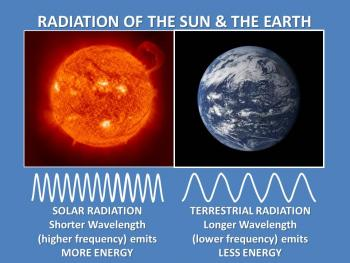 RADIATION OF THE SUN & THE EARTH
SOLAR RADIATION
Shorter Wavelength
(higher frequency) emits
MORE ENERGY
TERRESTRIAL RADIATION
Longer Wavelength
(lower frequency) emits
LESS ENERGY